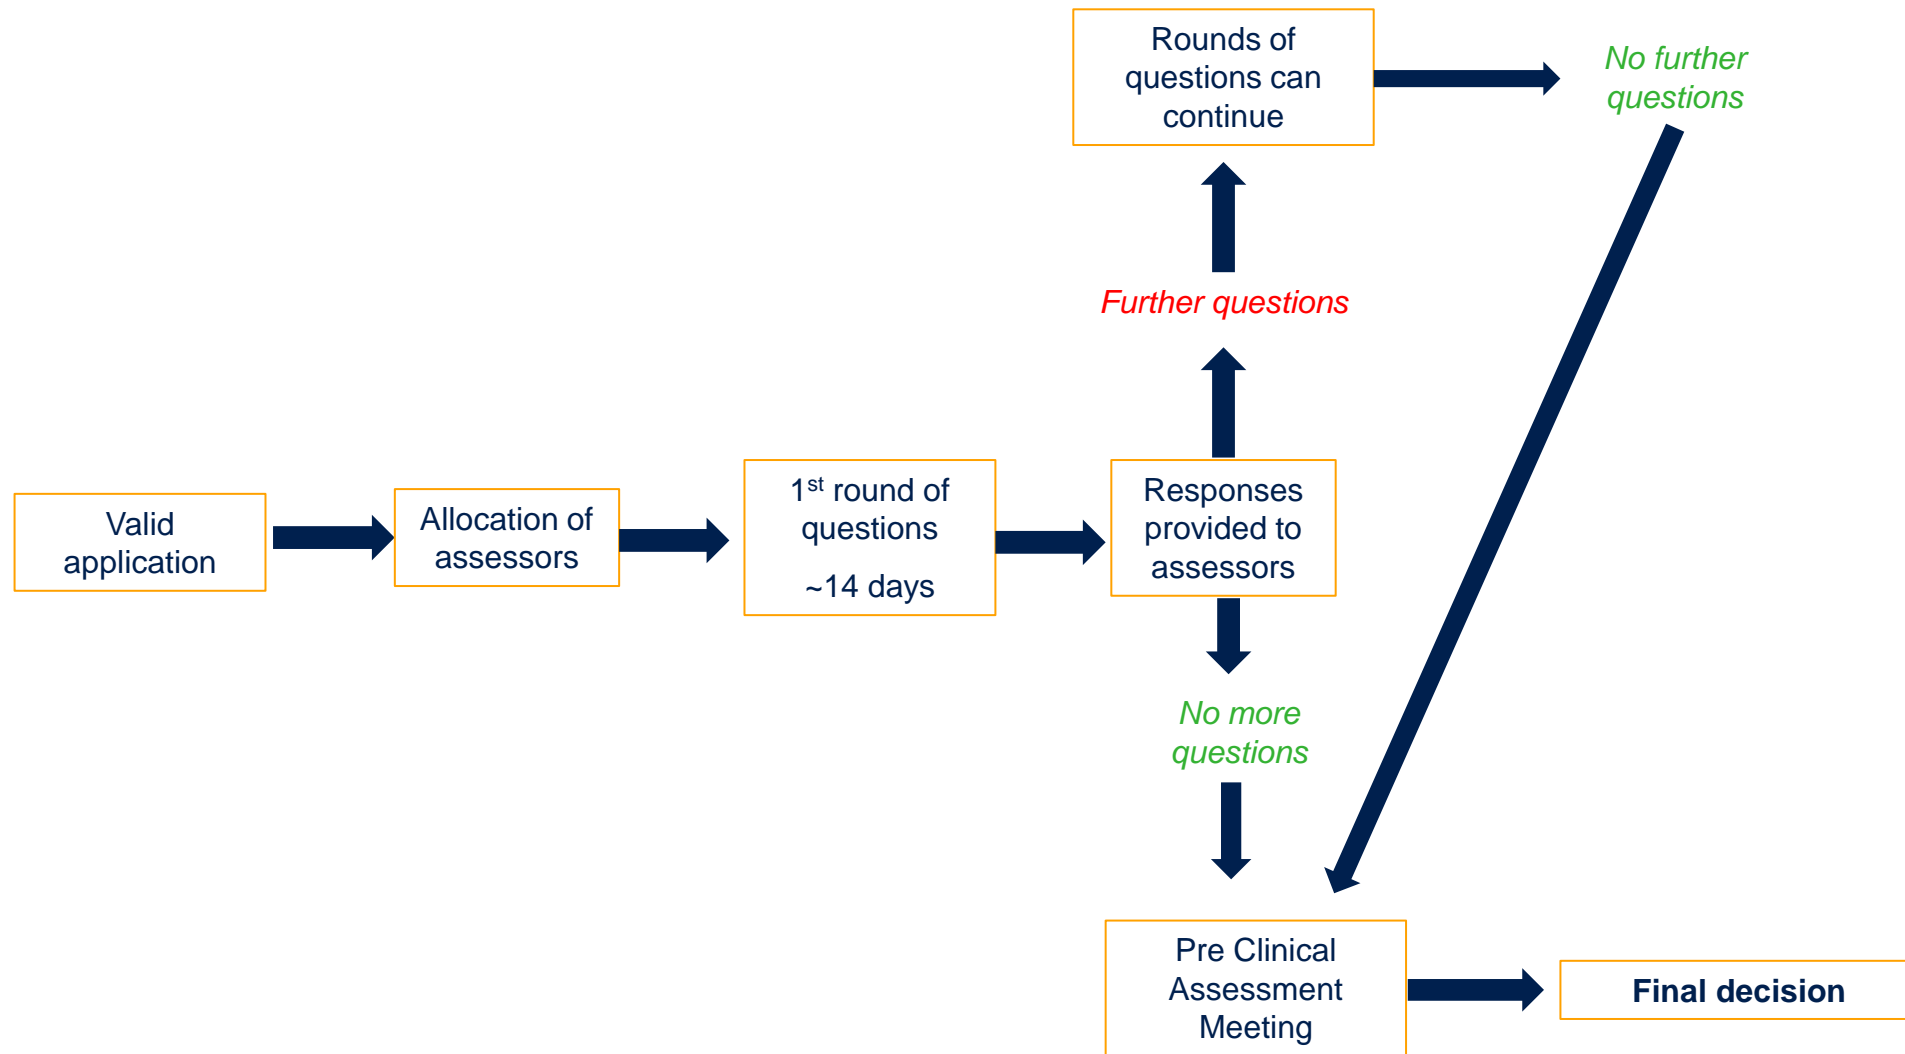 Rounds of
questions can
continue
No further
questions
Further questions
Valid
application
Allocation of
assessors
1st round of
questions
~14 days
Responses
provided to
assessors
No more
questions
Pre Clinical
Assessment
Meeting
Final decision